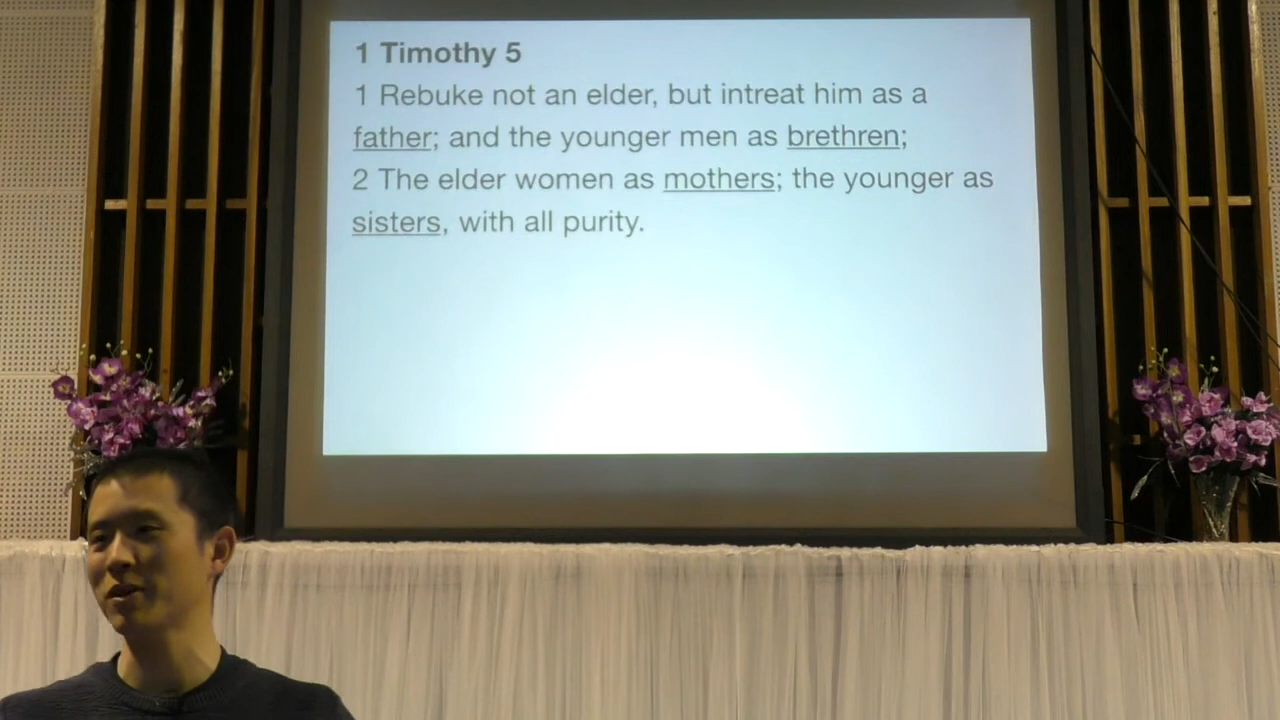 1 Timothy 5
1 Rebuke not an elder, but intreat him as a
father; and the younger men as brethren;
2 The elder women as mothers; the younger as
sisters, with all purity.